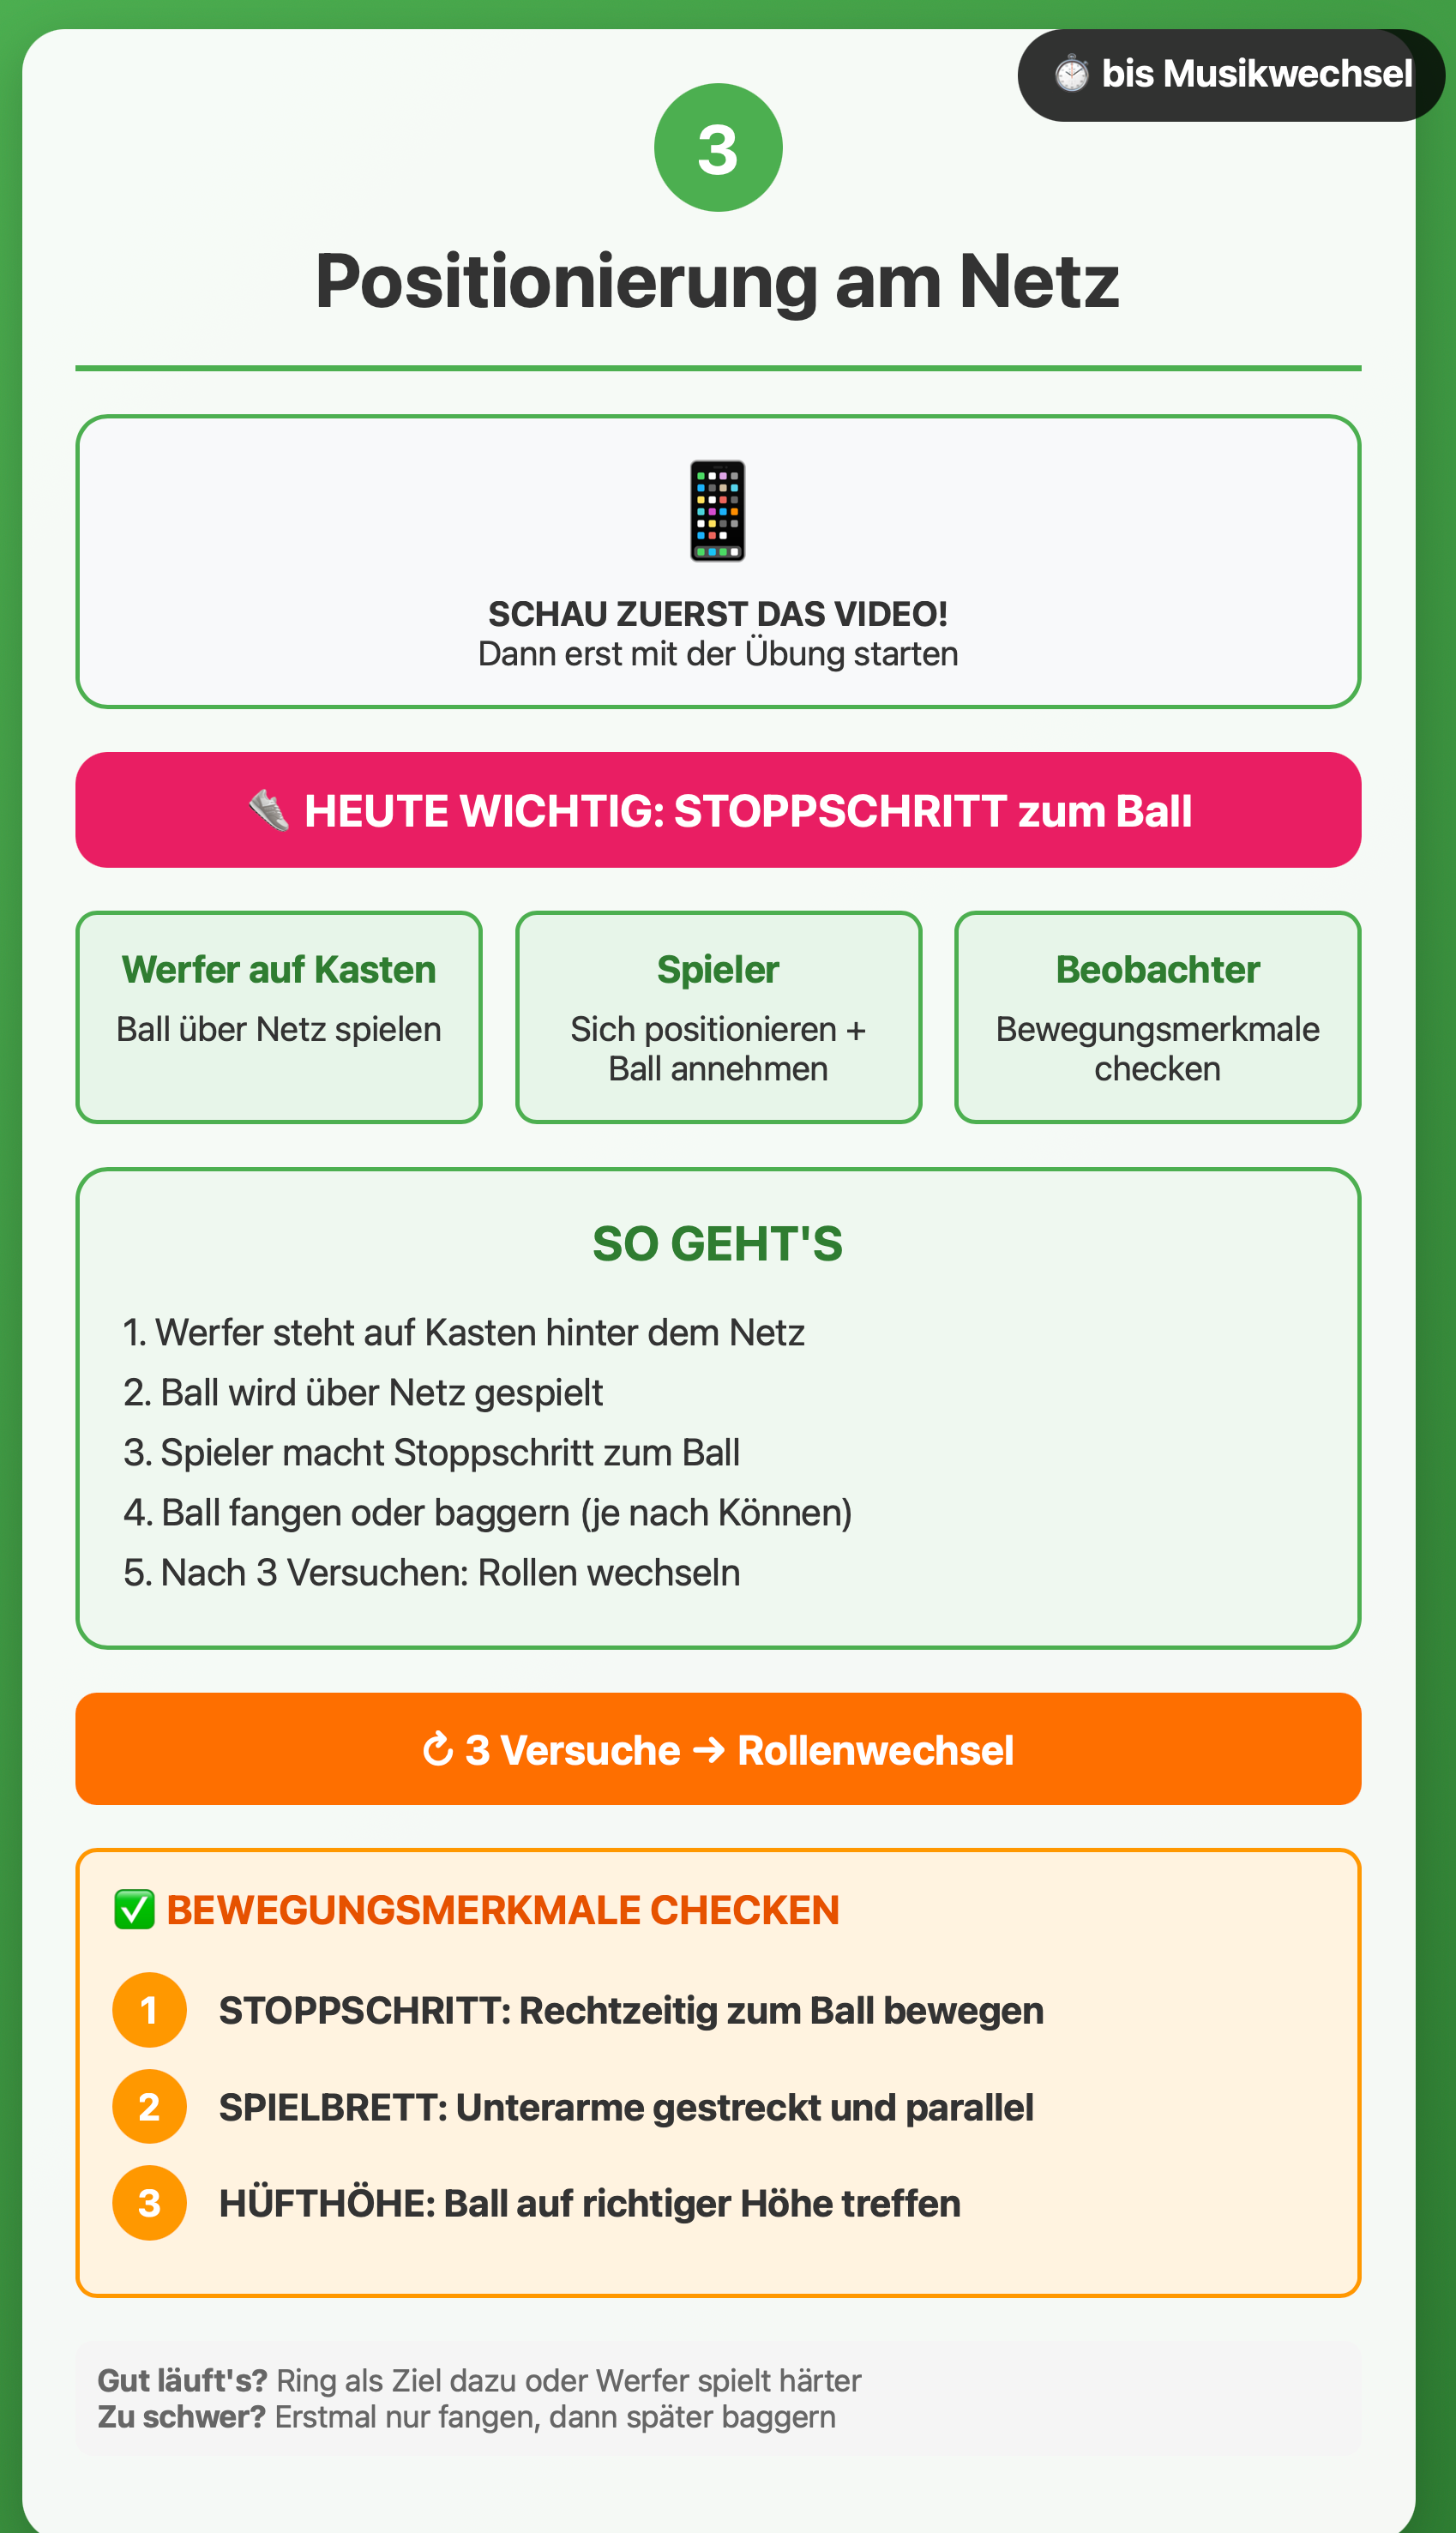 ⏱️ bis Musikwechsel
3
Positionierung am Netz
SCHAU ZUERST DAS VIDEO!
Dann erst mit der Übung starten
👟 HEUTE WICHTIG: STOPPSCHRITT zum Ball
Werfer auf Kasten
Ball über Netz spielen
Spieler
Sich positionieren +
Ball annehmen
Beobachter
Bewegungsmerkmale
checken
SO GEHT'S
1. Werfer steht auf Kasten hinter dem Netz
2. Ball wird über Netz gespielt
3. Spieler macht Stoppschritt zum Ball
4. Ball fangen oder baggern (je nach Können)
5. Nach 3 Versuchen: Rollen wechseln
↻ 3 Versuche → Rollenwechsel
✅ BEWEGUNGSMERKMALE CHECKEN
1 STOPPSCHRITT: Rechtzeitig zum Ball bewegen
2 SPIELBRETT: Unterarme gestreckt und parallel
3 HÜFTHÖHE: Ball auf richtiger Höhe treffen
Gut läuft's? Ring als Ziel dazu oder Werfer spielt härter
Zu schwer? Erstmal nur fangen, dann später baggern